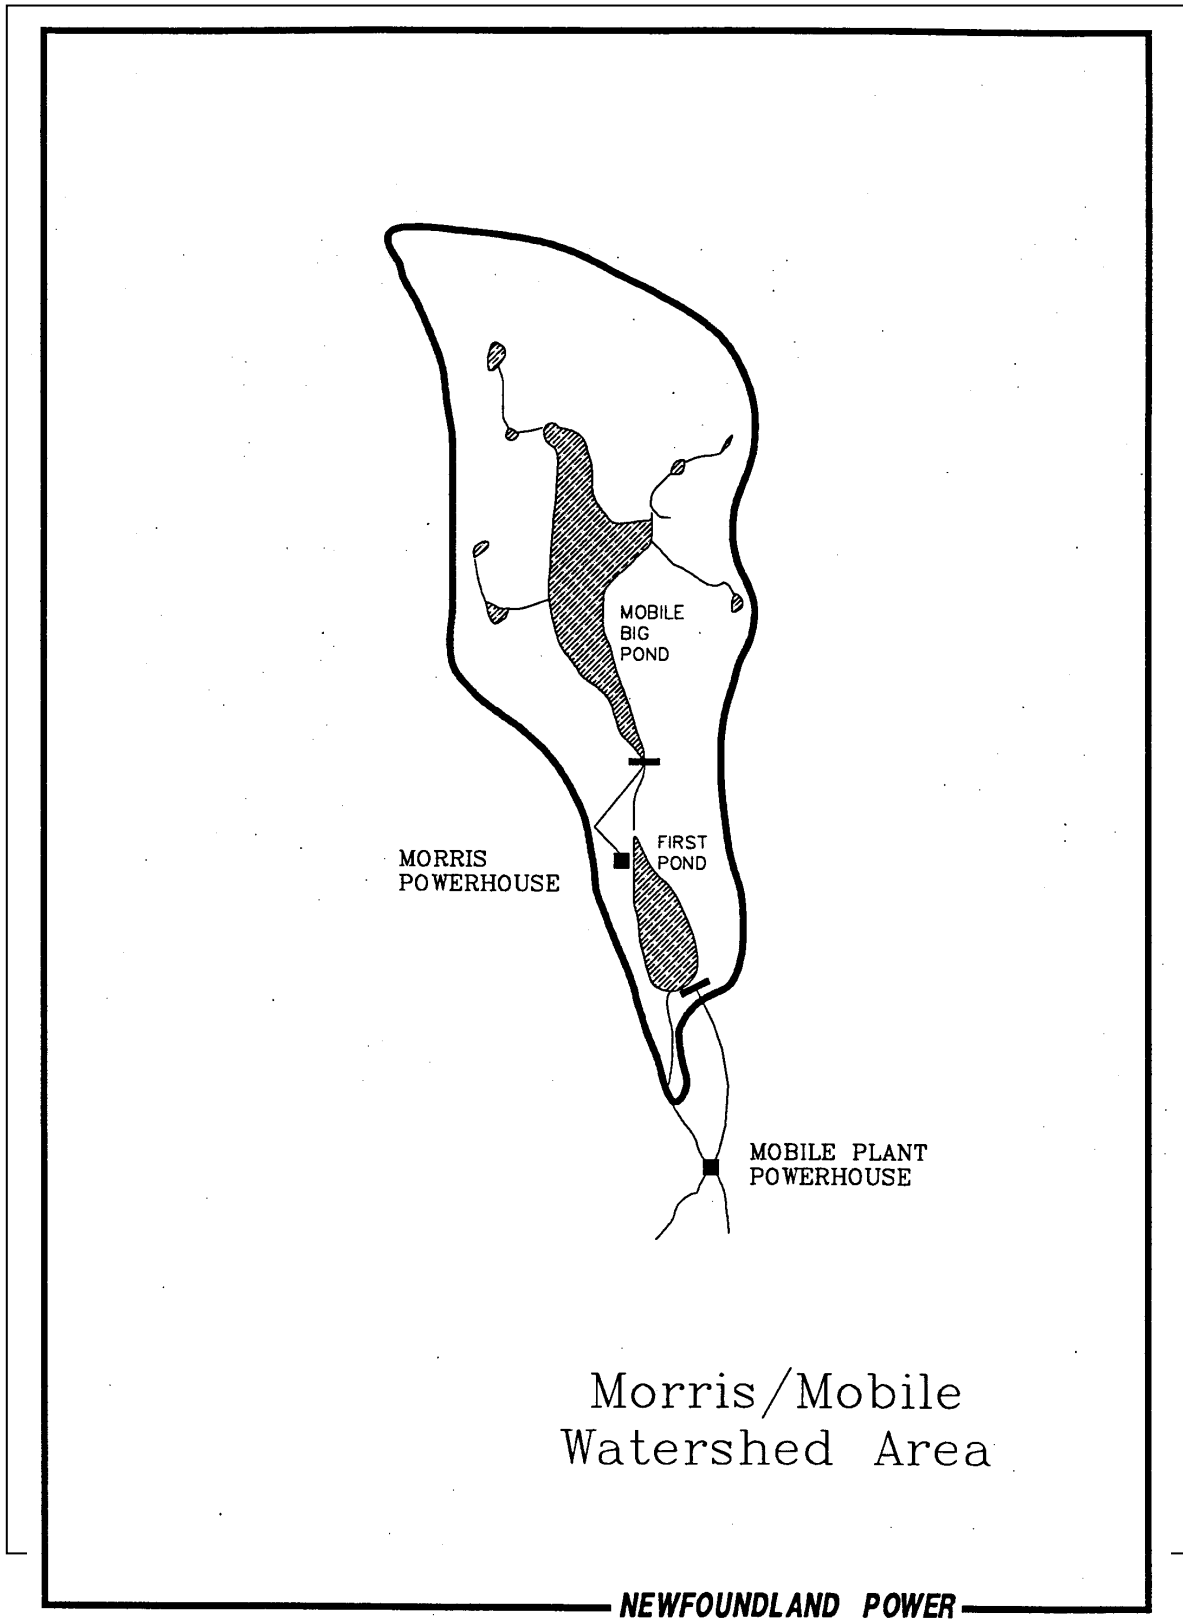 MOBILE
BIG
POND
FIRST
POND
MORRIS
POWERHOUSE
MOBILE PLANT
POWERHOUSE
Morris/Mobile
Watershed Area
NEWFOUNDLAND POWER